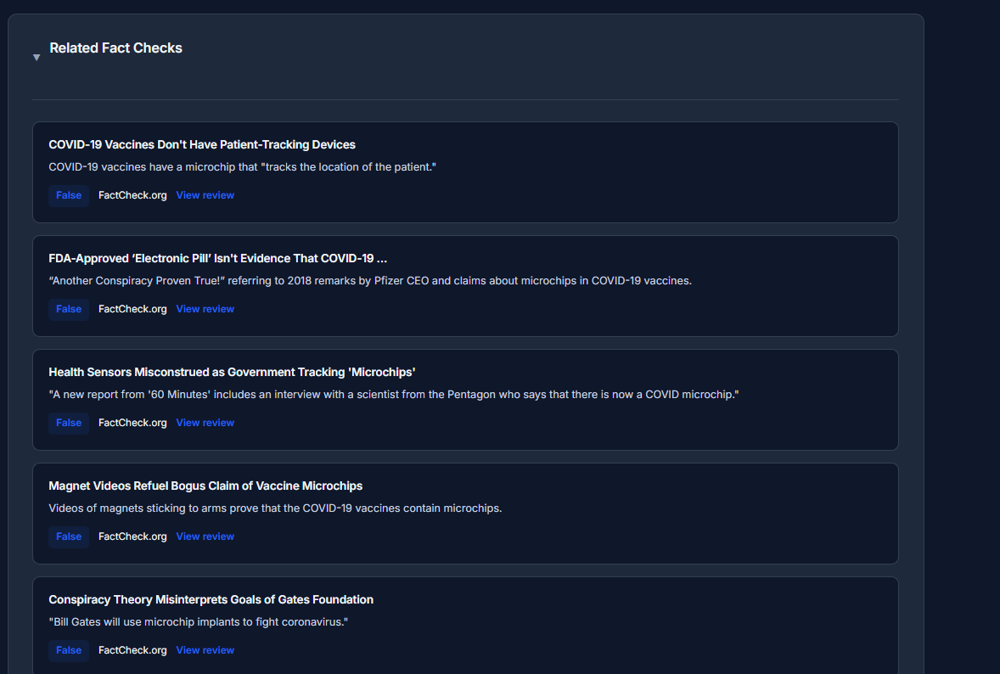 Related Fact Checks
COVID-19 Vaccines Don't Have Patient-Tracking Devices
COVID-19 vaccines have a microchip that "tracks the location of the patient."
False FactCheck.org View review
FDA-Approved ‘Electronic Pill’ Isn't Evidence That COVID-19 ...
“Another Conspiracy Proven True!” referring to 2018 remarks by Pfizer CEO and claims about microchips in COVID-19 vaccines.
False FactCheck.org View review
Health Sensors Misconstrued as Government Tracking 'Microchips'
"A new report from '60 Minutes' includes an interview with a scientist from the Pentagon who says that there is now a COVID microchip."
False FactCheck.org View review
Magnet Videos Refuel Bogus Claim of Vaccine Microchips
Videos of magnets sticking to arms prove that the COVID-19 vaccines contain microchips.
False FactCheck.org View review
Conspiracy Theory Misinterprets Goals of Gates Foundation
"Bill Gates will use microchip implants to fight coronavirus."
False FactCheck.org View review